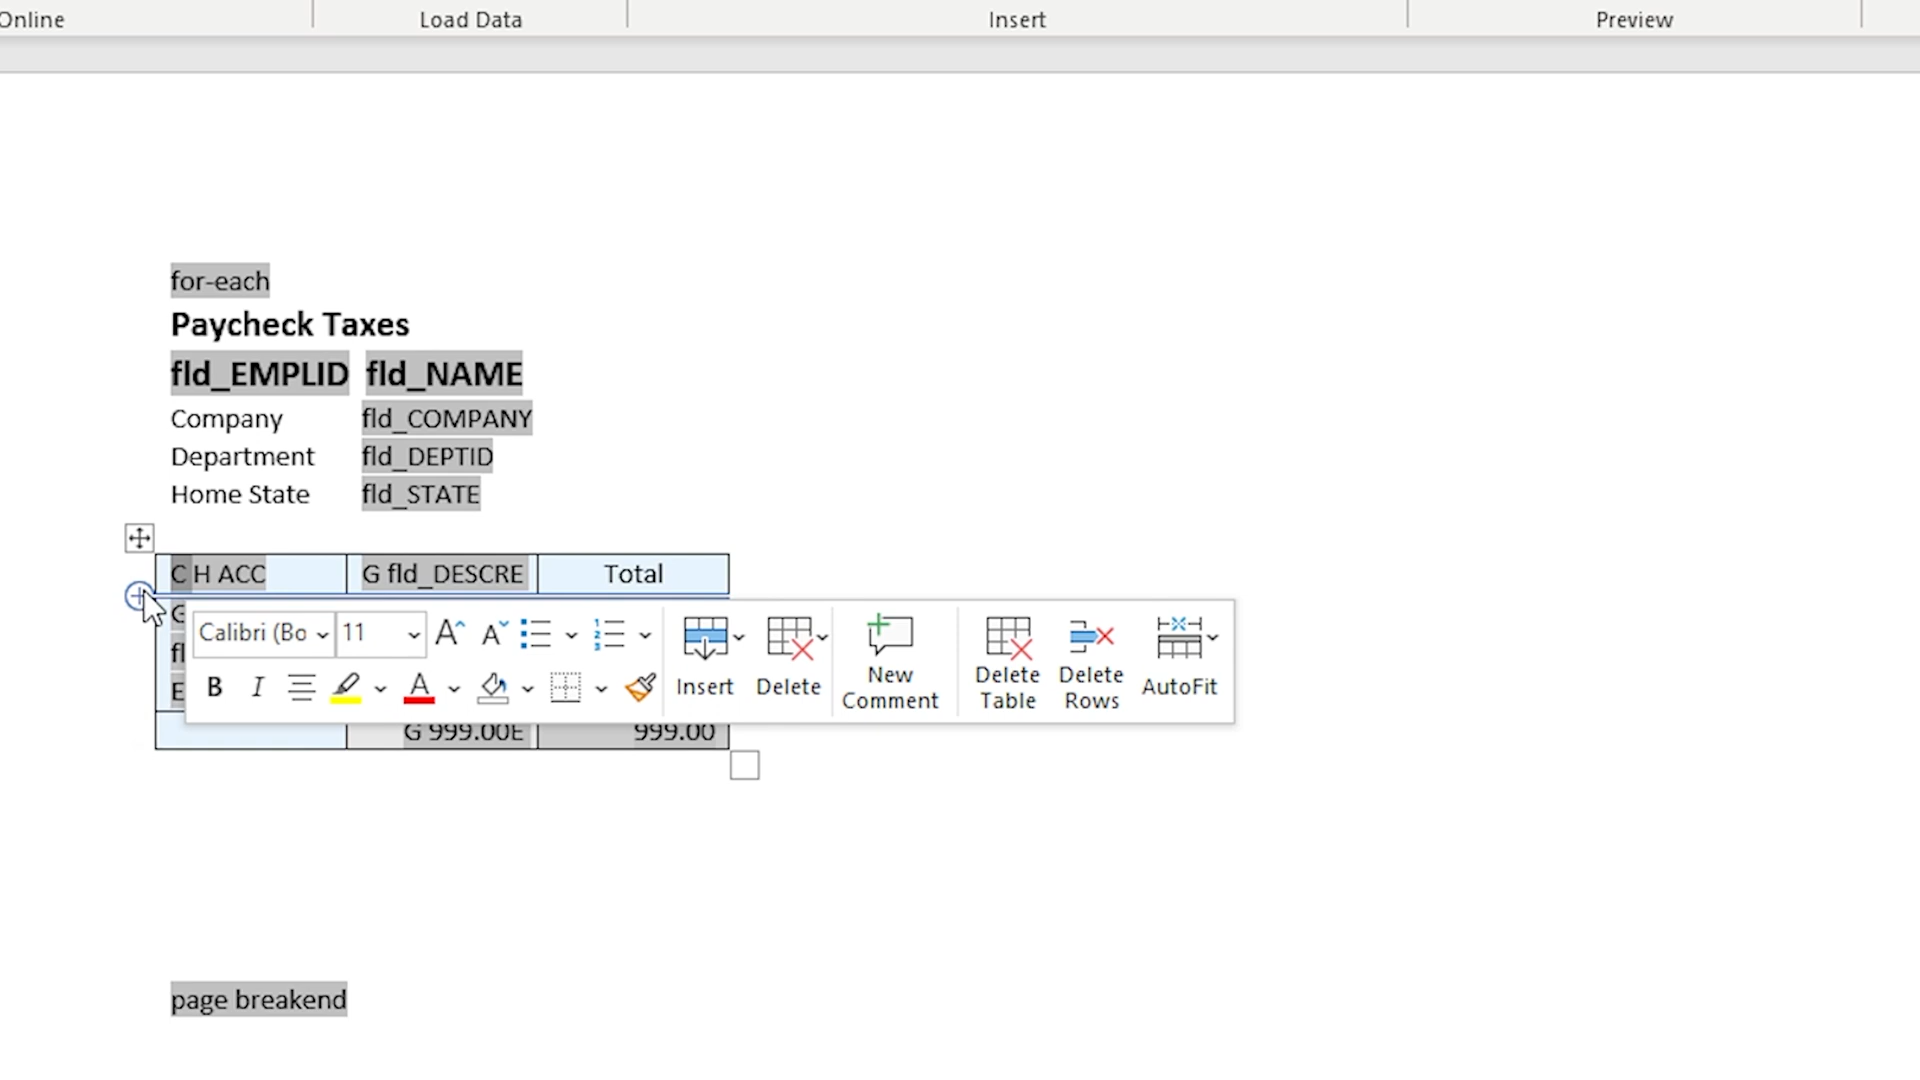 Online Load Data Insert Preview
for-each
Paycheck Taxes
fld_EMPLID fld_NAME
Company fld_COMPANY
Department fld_DEPTID
Home State fld_STATE
C H ACC G fld_DESCRE Total
G
Calibri (Bo 11
fl
B I Insert Delete New Comment Delete Table Delete Rows AutoFit
E
G 999.00E 999.00
page breakend